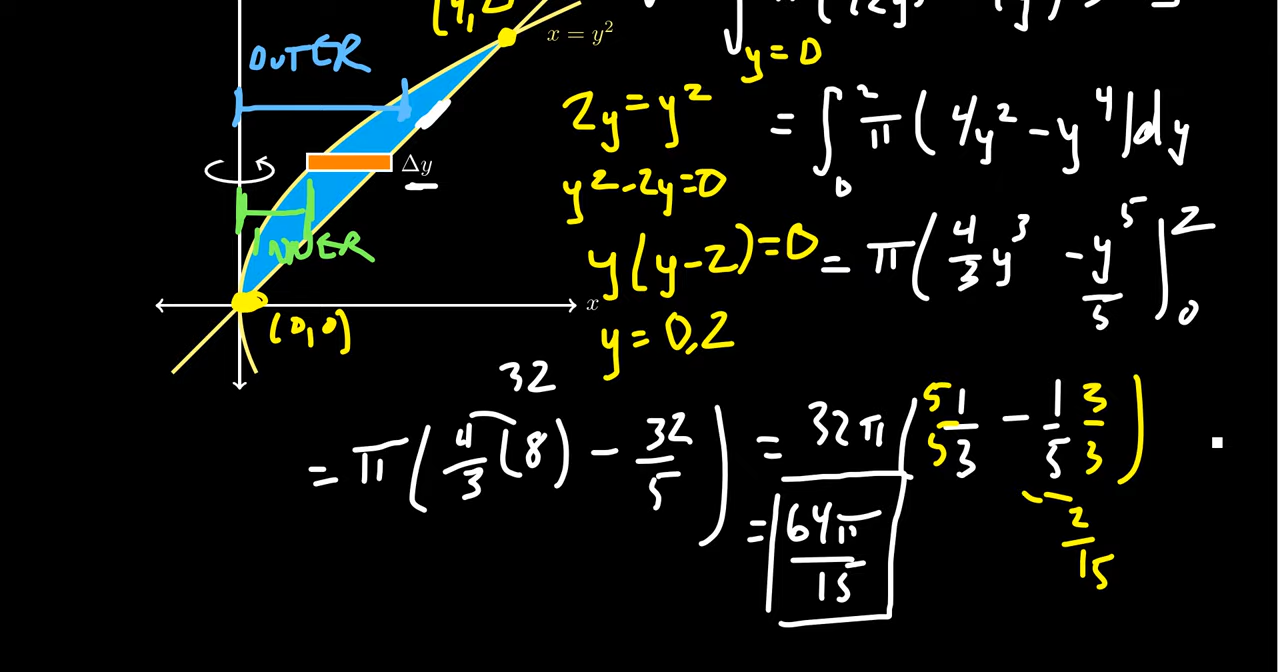 x = y²
OUTER
y = 0
2y = y²
= ∫₀² π (4y² - y⁴) dy
Δy
y² - 2y = 0
INNER
y(y-2) = 0
= π (4/3 y³ - y⁵/5 |₀²
x
(0,0)
y = 0,2
32
= π (4/3 (8) - 32/5) = 32π (5/5 1/3 - 1/5 3/3)
2/15
= 64π/15